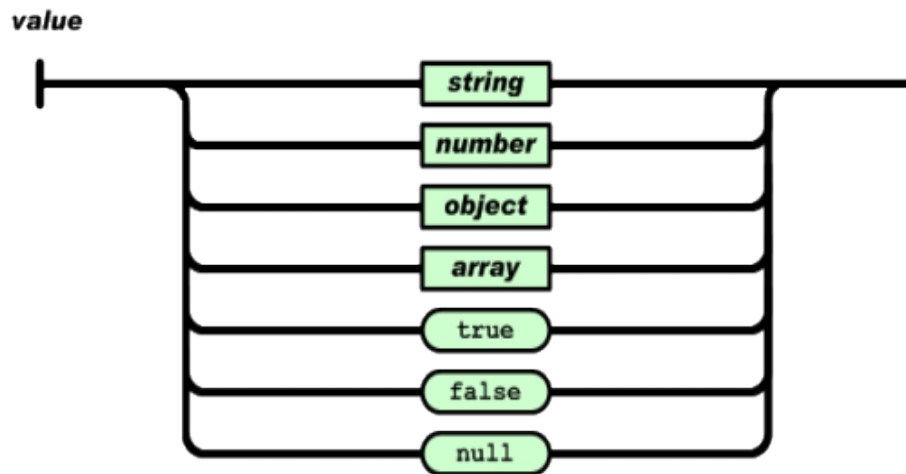 value
string
number
object
array
true
false
null